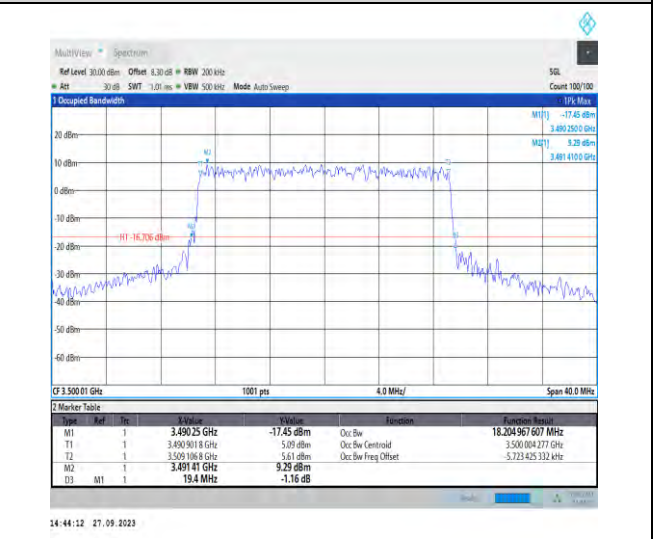 MultiView Spectrum
Ref Level 30.00 dBm Offset 8.30 dB RBW 200 kHz SGL
Att 30 dB SWT 1.01 ms VBW 500 kHz Mode Auto Sweep Count 100/100
1 Occupied Bandwidth 1Pk Max
M1[1] -17.45 dBm
3.490 250 0 GHz
M2[1] 9.29 dBm
3.491 410 0 GHz
20 dBm
M2
10 dBm
0 dBm
-10 dBm
H1 -16.706 dBm
-20 dBm
-30 dBm
-40 dBm
-50 dBm
-60 dBm
CF 3.500 01 GHz 1001 pts 4.0 MHz/ Span 40.0 MHz
2 Marker Table
Type Ref Trc X-Value Y-Value Function Function Result
M1 1 3.490 25 GHz -17.45 dBm Occ Bw 18.204 967 607 MHz
T1 1 3.490 901 8 GHz 5.09 dBm Occ Bw Centroid 3.500 004 277 GHz
T2 1 3.509 106 8 GHz 5.61 dBm Occ Bw Freq Offset -5.723 425 332 kHz
M2 1 3.491 41 GHz 9.29 dBm
D3 M1 1 19.4 MHz -1.16 dB
14:44:12 27.09.2023